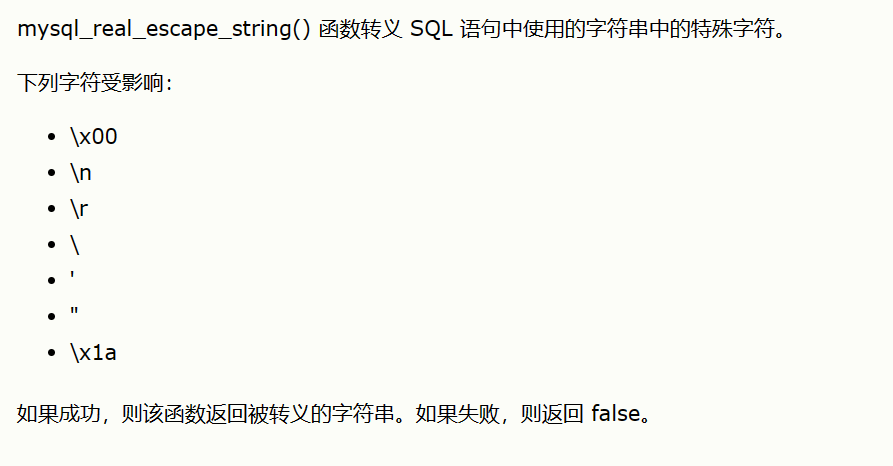 mysql_real_escape_string() 函数转义 SQL 语句中使用的字符串中的特殊字符。
下列字符受影响：
• \x00
• \n
• \r
• \
• '
• "
• \x1a
如果成功，则该函数返回被转义的字符串。如果失败，则返回 false。